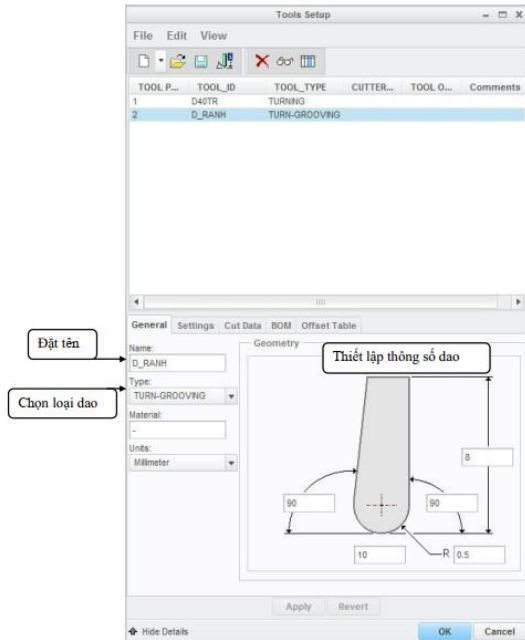 Tools Setup
File Edit View
TOOL P... TOOL_ID TOOL_TYPE CUTTER... TOOL O... Comments
1 D40TR TURNING
2 D_RANH TURN-GROOVING
General Settings Cut Data BOM Offset Table
Đặt tên
Name:
D_RANH
Chọn loại dao
Type:
TURN-GROOVING
Material:
-
Units:
Millimeter
Geometry
Thiết lập thông số dao
8
90
90
10
R 0.5
Apply Revert
Hide Details
OK Cancel